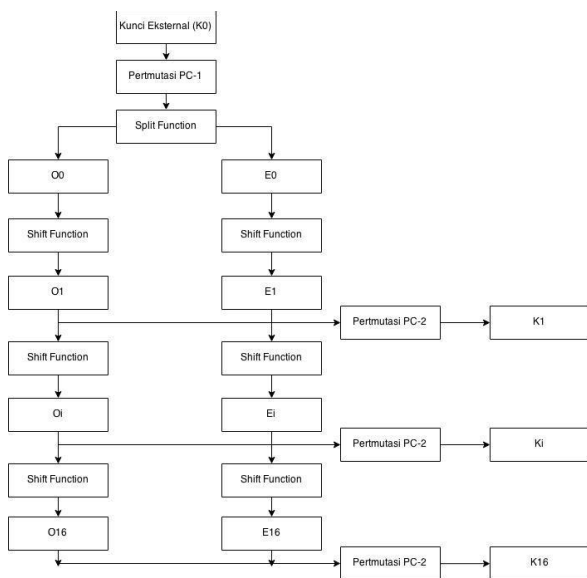 Kunci Eksternal (K0)
Pertmutasi PC-1
Split Function
O0
E0
Shift Function
Shift Function
O1
E1
Pertmutasi PC-2
K1
Shift Function
Shift Function
Oi
Ei
Pertmutasi PC-2
Ki
Shift Function
Shift Function
O16
E16
Pertmutasi PC-2
K16